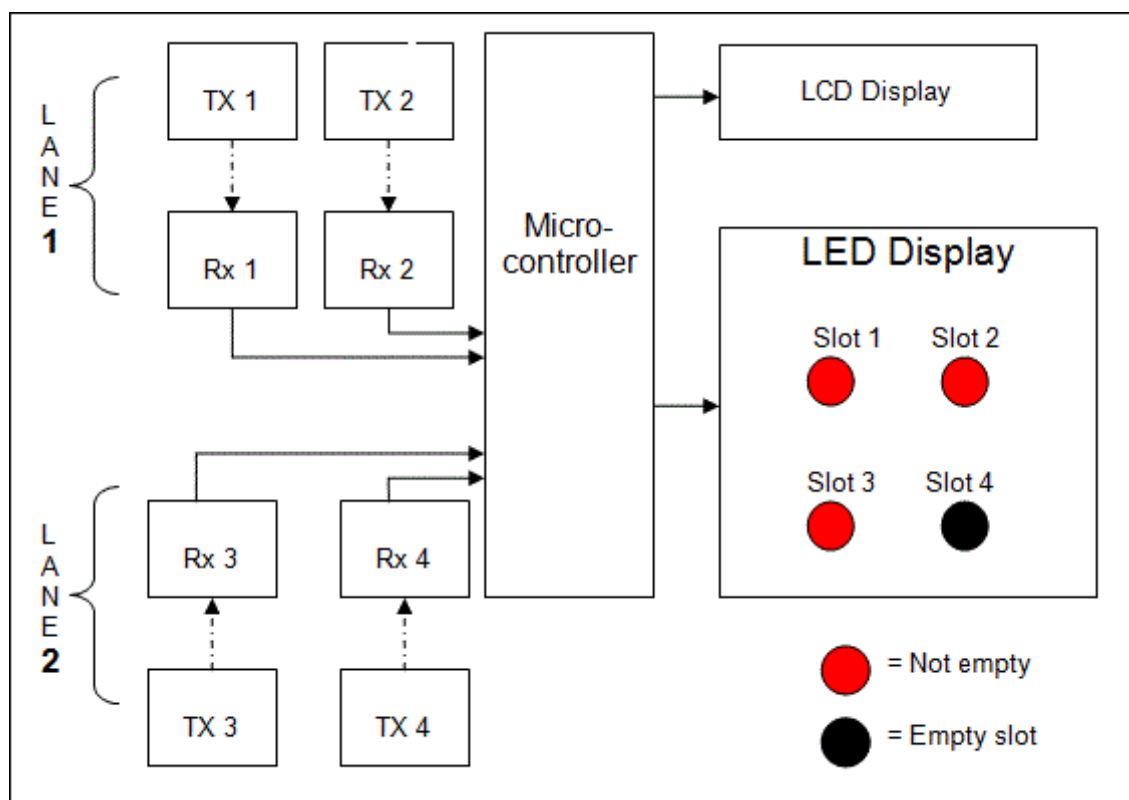 TX 1
TX 2
LCD Display
L
A
N
E
1
Rx 1
Rx 2
Micro-
controller
LED Display
Slot 1
Slot 2
Slot 3
Slot 4
L
A
N
E
2
Rx 3
Rx 4
TX 3
TX 4
= Not empty
= Empty slot